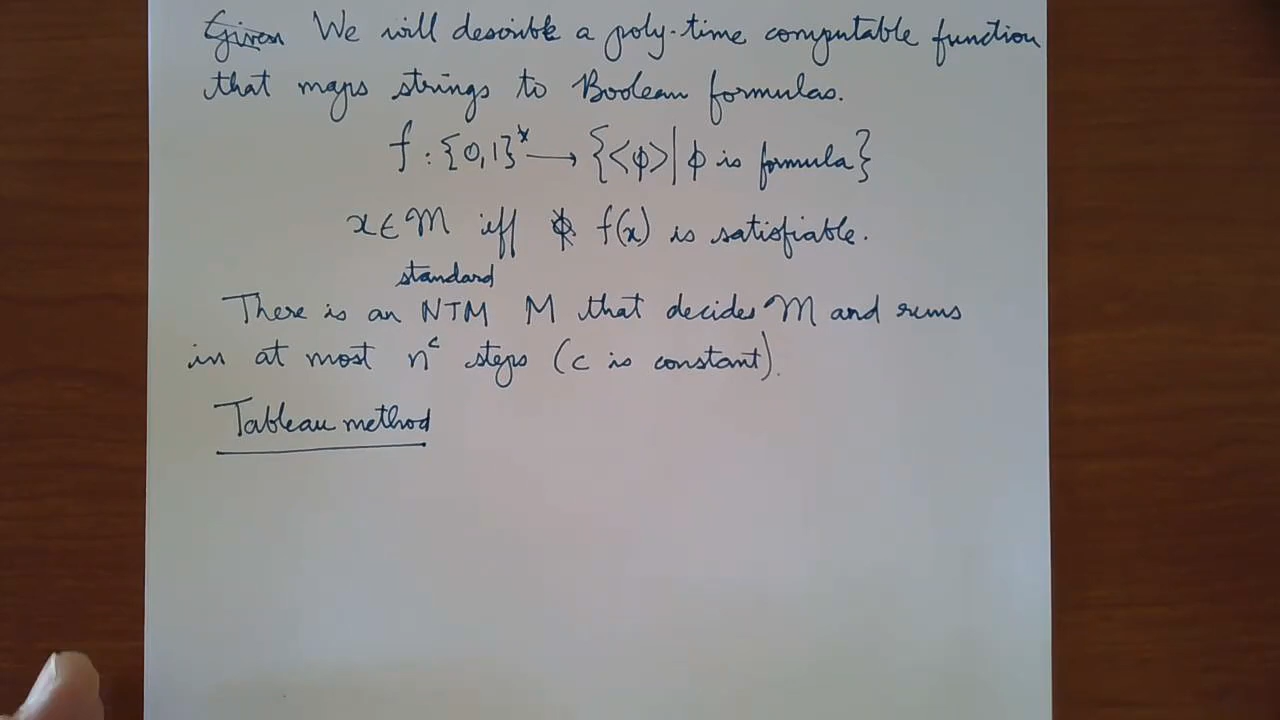 Given We will describe a poly-time computable function
that maps strings to Boolean formulas.
f : {0,1}* → {<φ> | φ is formula}
x ∈ M iff f(x) is satisfiable.
standard
There is an NTM M that decides M and runs
in at most n^c steps (c is constant).
Tableau method